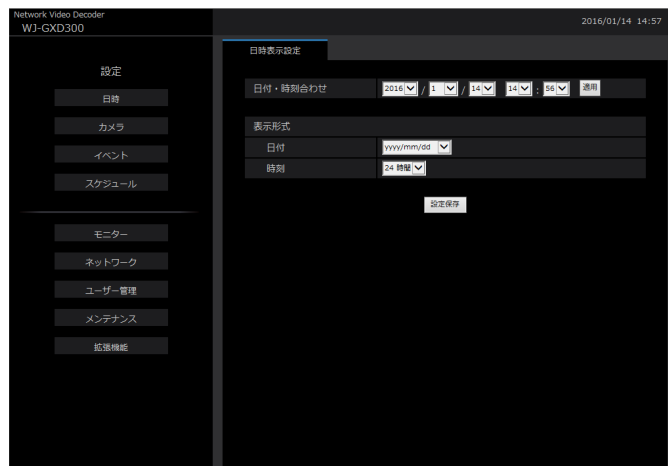 Network Video Decoder
WJ-GXD300
2016/01/14 14:57
設定
日時
カメラ
イベント
スケジュール
モニター
ネットワーク
ユーザー管理
メンテナンス
拡張機能
日時表示設定
日付・時刻合わせ 2016 / 1 / 14 14 : 56 適用
表示形式
日付 yyyy/mm/dd
時刻 24 時間
設定保存